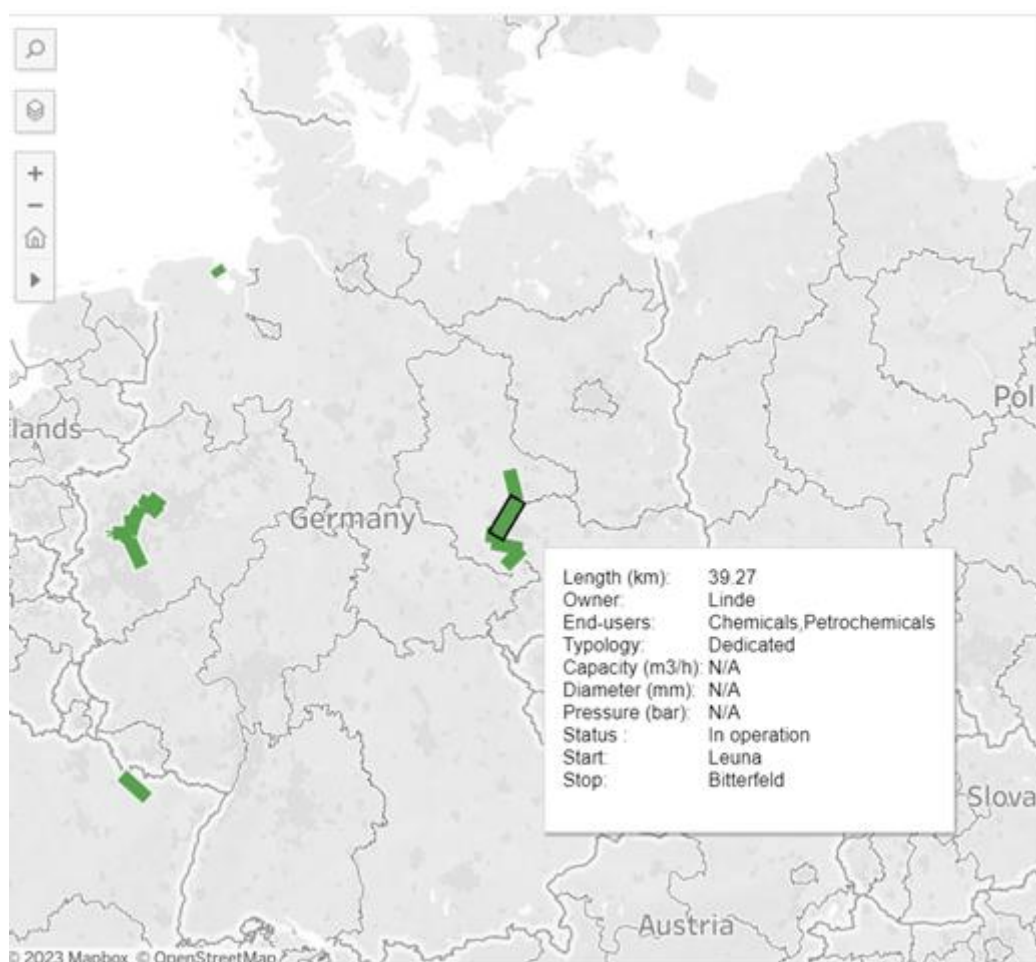 Pol
lands
Germany
Length (km): 39.27
Owner: Linde
End-users: Chemicals,Petrochemicals
Typology: Dedicated
Capacity (m3/h): N/A
Diameter (mm): N/A
Pressure (bar): N/A
Status : In operation
Start: Leuna
Stop: Bitterfeld
Slova
Austria
© 2023 Mapbox © OpenStreetMap